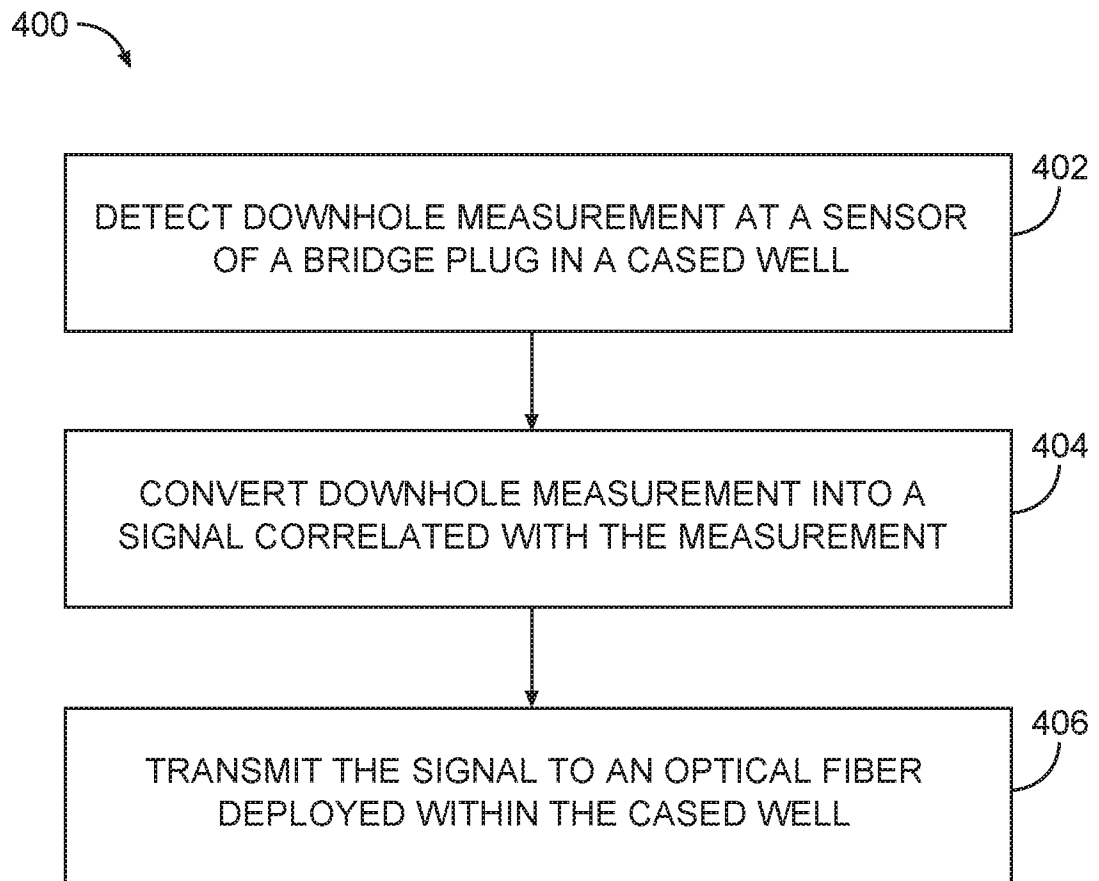 400
402
DETECT DOWNHOLE MEASUREMENT AT A SENSOR
OF A BRIDGE PLUG IN A CASED WELL
404
CONVERT DOWNHOLE MEASUREMENT INTO A
SIGNAL CORRELATED WITH THE MEASUREMENT
406
TRANSMIT THE SIGNAL TO AN OPTICAL FIBER
DEPLOYED WITHIN THE CASED WELL